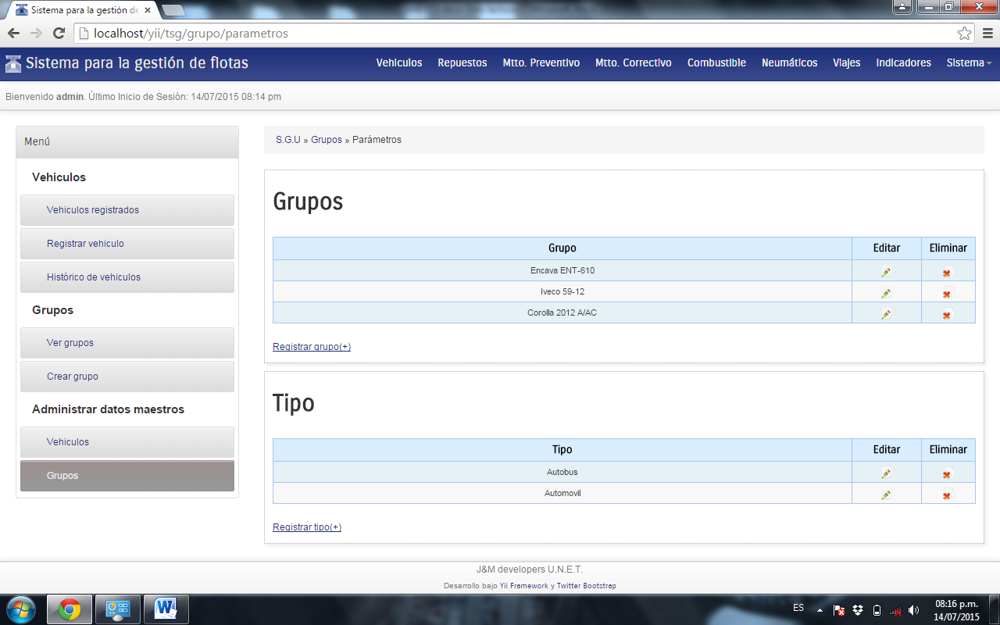 Sistema para la gestión de
localhost/yii/tsg/grupo/parametros
Sistema para la gestión de flotas
Vehiculos Repuestos Mtto. Preventivo Mtto. Correctivo Combustible Neumáticos Viajes Indicadores Sistema
Bienvenido admin. Último Inicio de Sesión: 14/07/2015 08:14 pm
Menú
Vehiculos
Vehiculos registrados
Registrar vehiculo
Histórico de vehiculos
Grupos
Ver grupos
Crear grupo
Administrar datos maestros
Vehiculos
Grupos
S.G.U » Grupos » Parámetros
Grupos
Grupo Editar Eliminar
Encava ENT-610
Iveco 59-12
Corolla 2012 A/AC
Registrar grupo(+)
Tipo
Tipo Editar Eliminar
Autobus
Automovil
Registrar tipo(+)
J&M developers U.N.E.T.
Desarrollo bajo Yii Framework y Twitter Bootstrap
ES
08:16 p.m.
14/07/2015